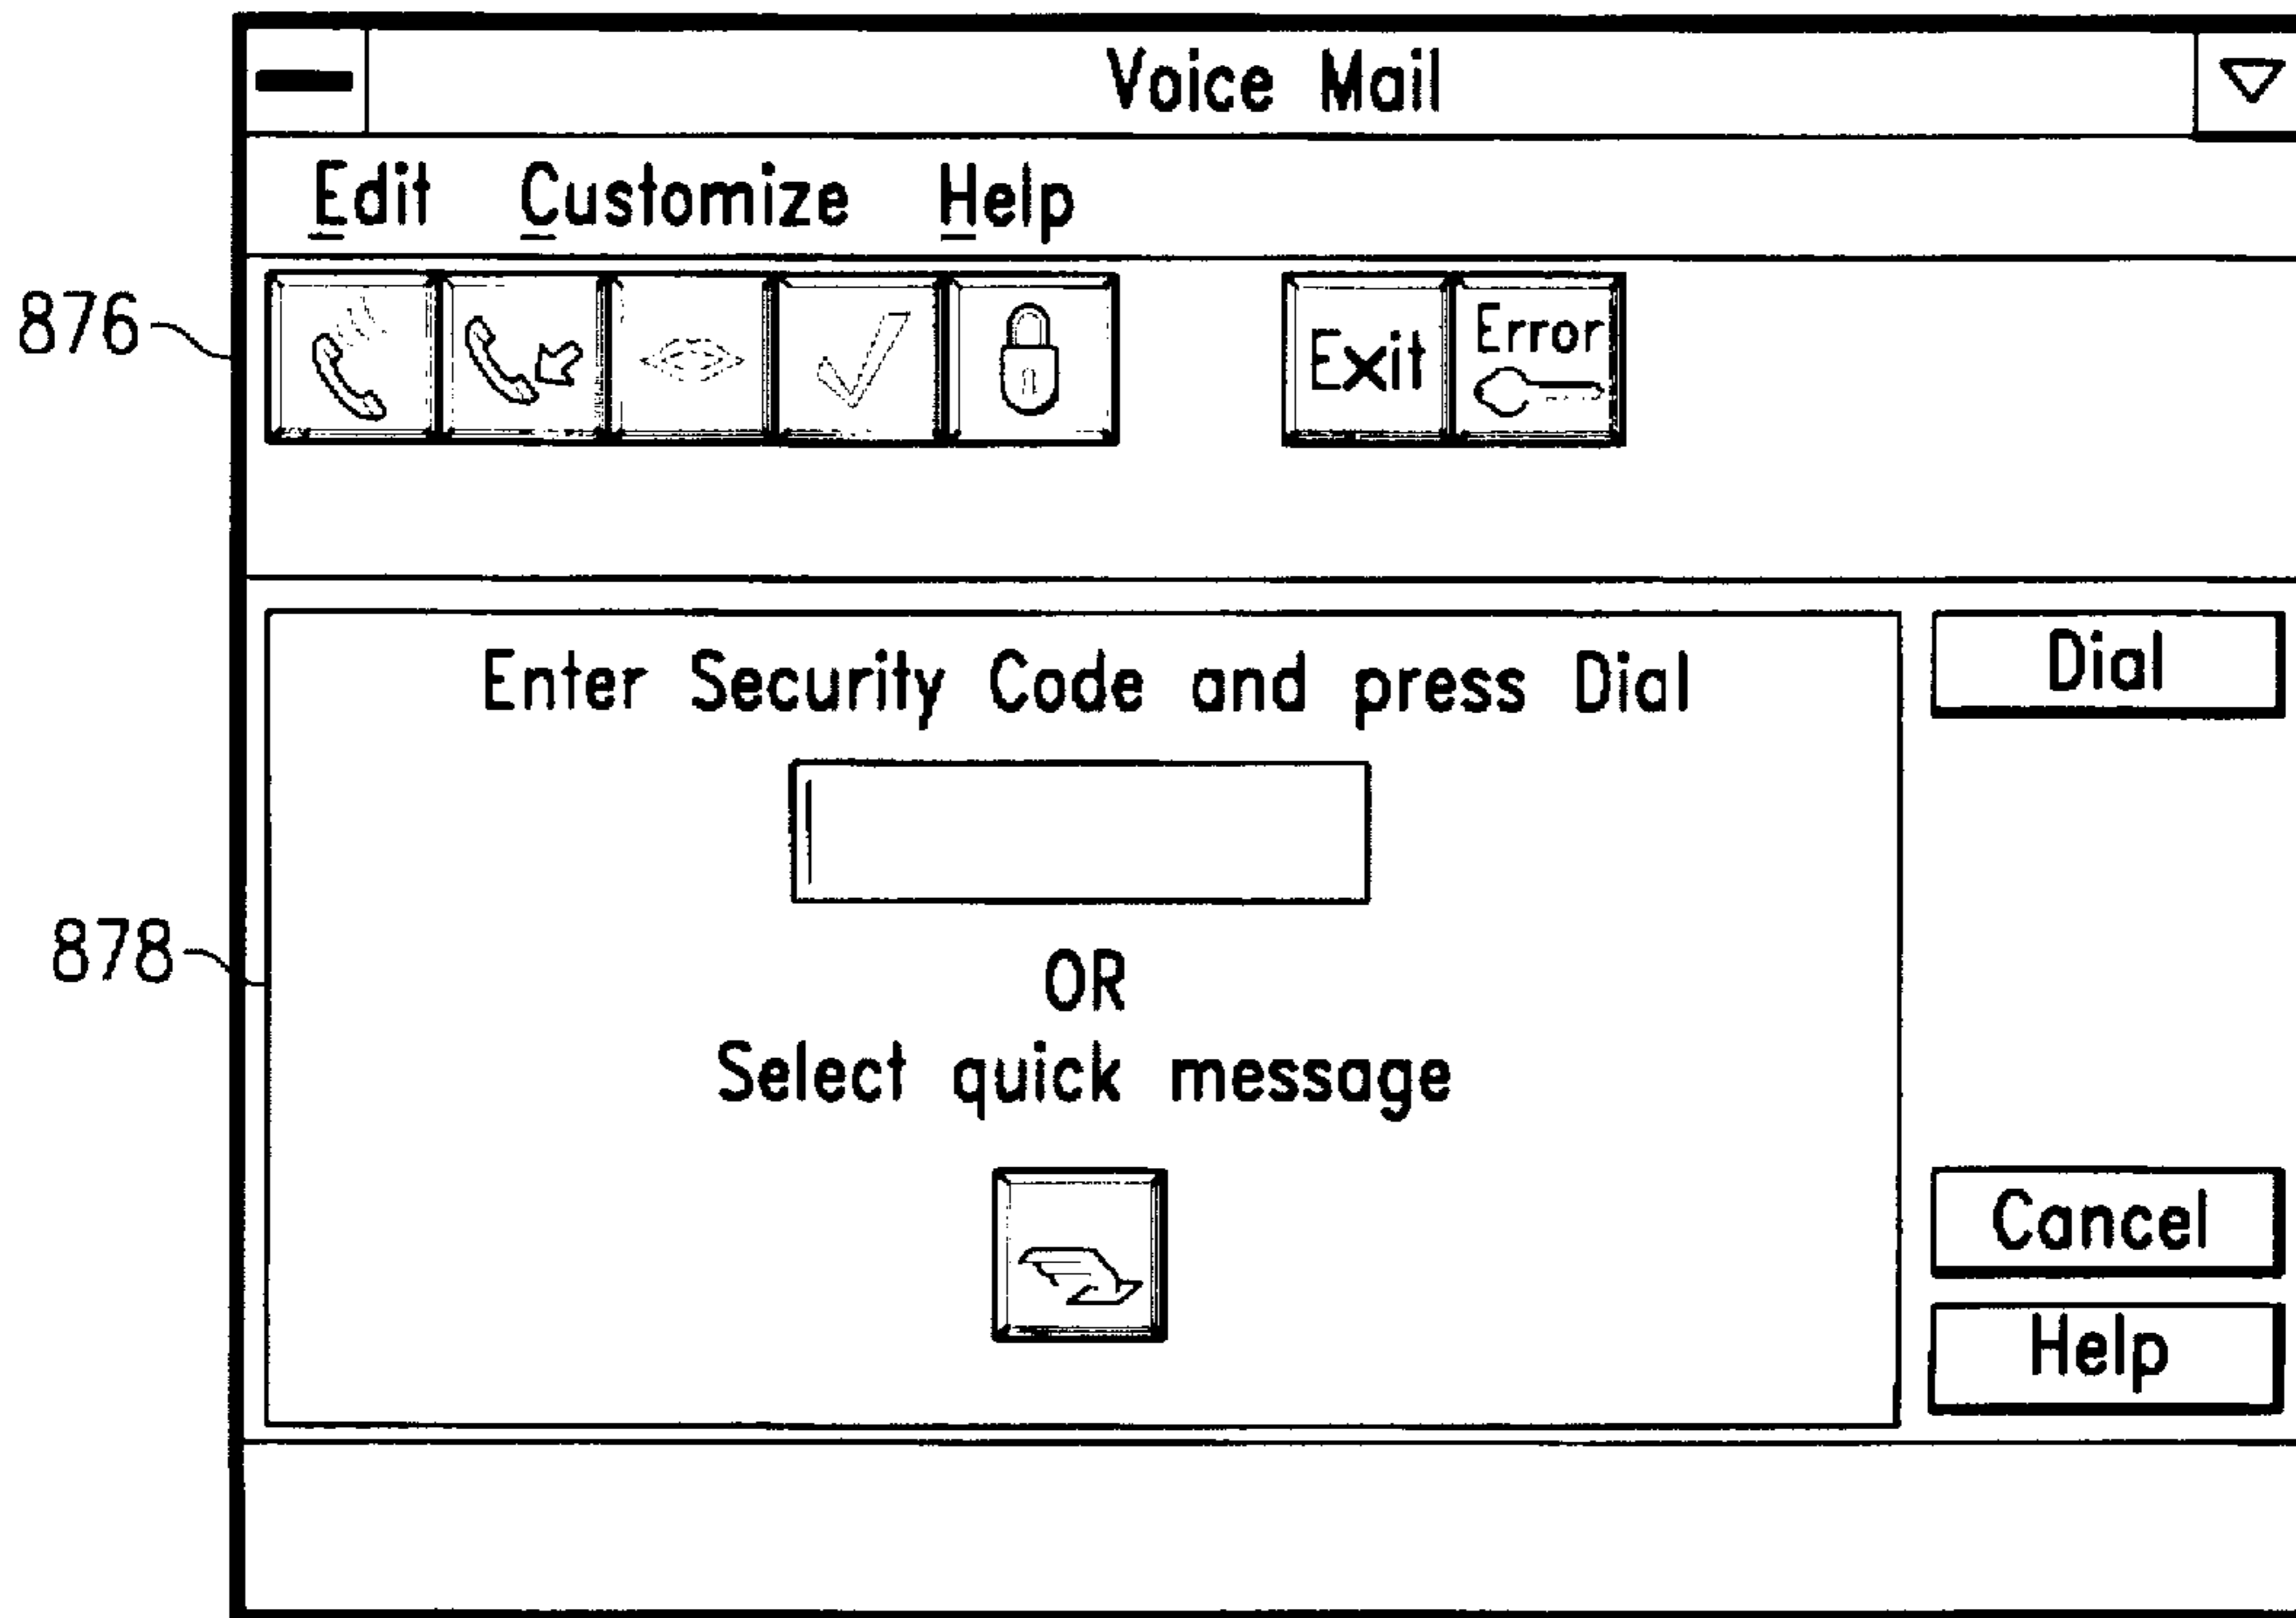 Voice Mail
Edit Customize Help
876
Exit
Error
Enter Security Code and press Dial
Dial
878
OR
Select quick message
Cancel
Help